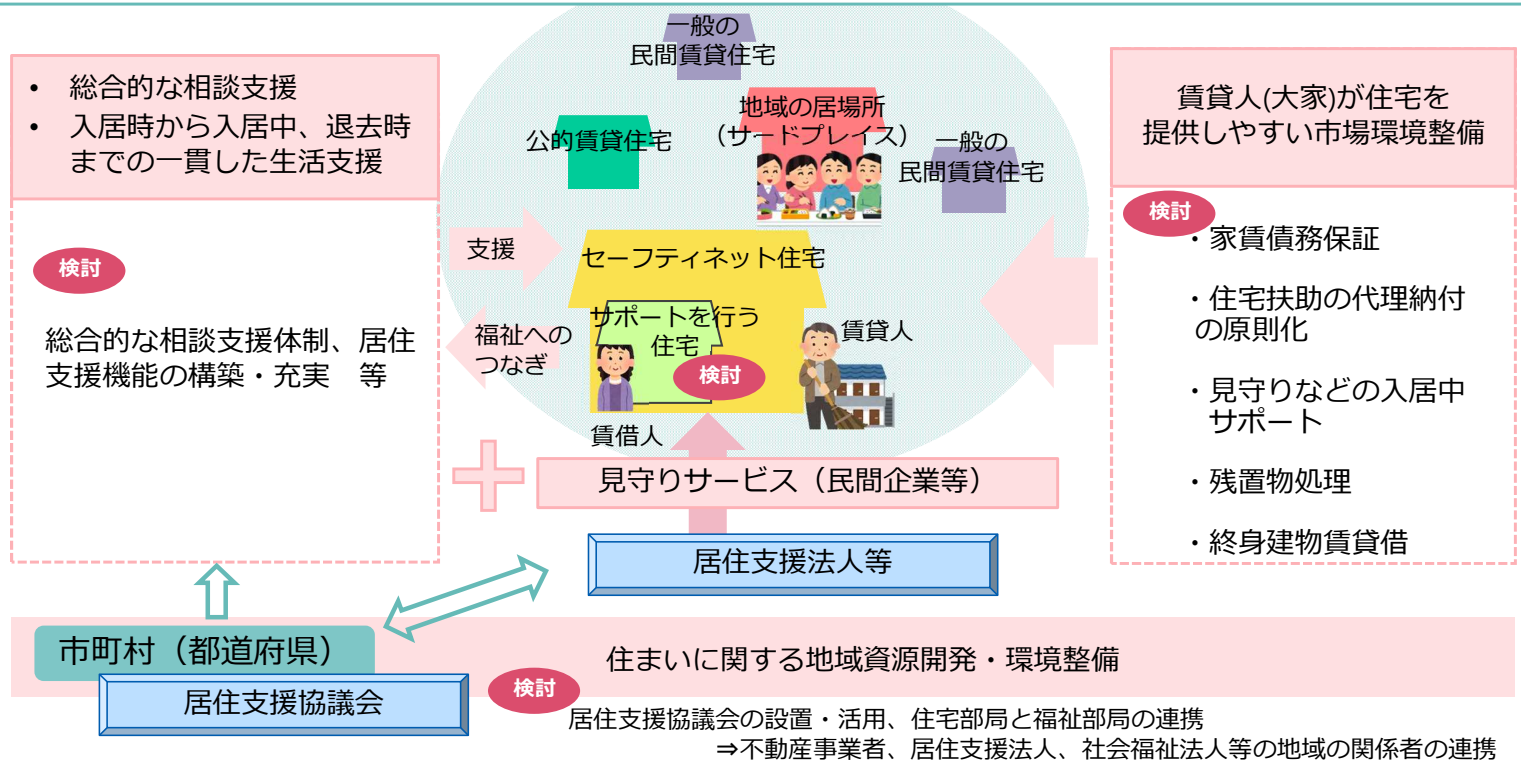 • 総合的な相談支援
• 入居時から入居中、退去時
までの一貫した生活支援
検討
総合的な相談支援体制、居住
支援機能の構築・充実　等
一般の
民間賃貸住宅
地域の居場所
（サードプレイス）
公的賃貸住宅
一般の
民間賃貸住宅
支援
セーフティネット住宅
福祉への
つなぎ
サポートを行う
住宅
検討
賃貸人
賃借人
見守りサービス（民間企業等）
居住支援法人等
賃貸人(大家)が住宅を
提供しやすい市場環境整備
検討
・家賃債務保証
・住宅扶助の代理納付
の原則化
・見守りなどの入居中
サポート
・残置物処理
・終身建物賃貸借
市町村（都道府県）
居住支援協議会
住まいに関する地域資源開発・環境整備
検討
居住支援協議会の設置・活用、住宅部局と福祉部局の連携
⇒不動産事業者、居住支援法人、社会福祉法人等の地域の関係者の連携